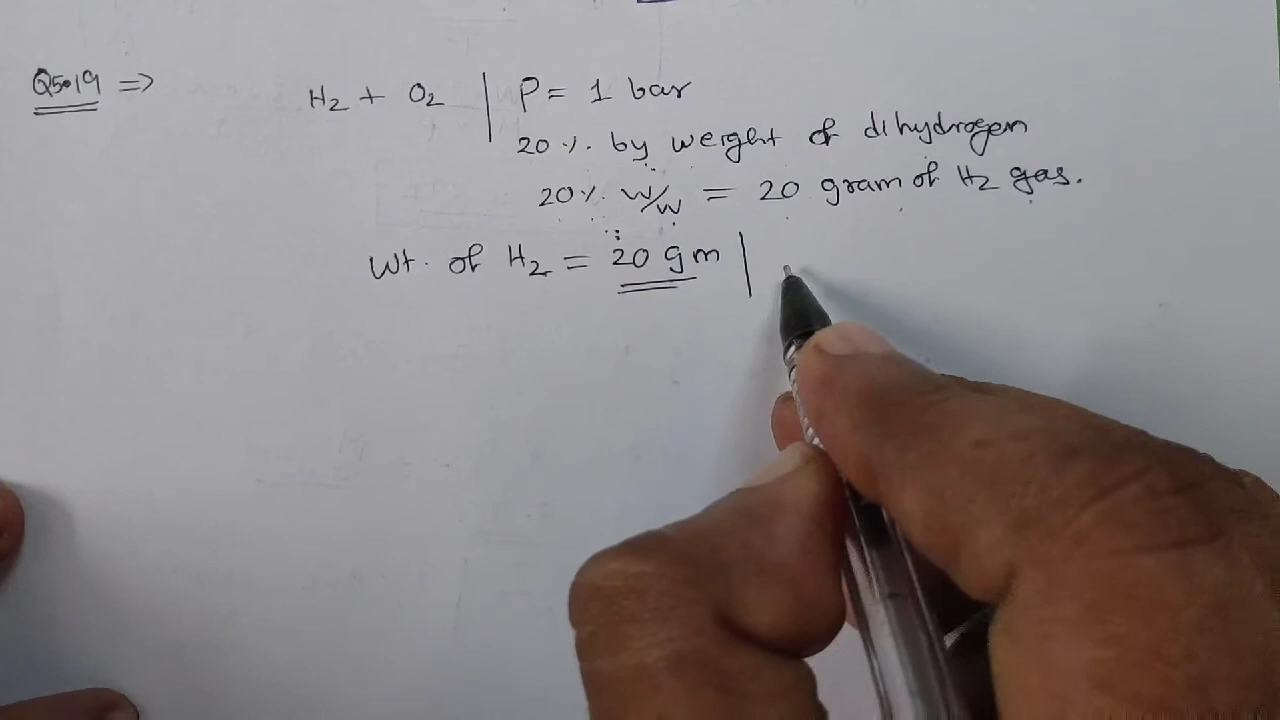 Q5.19 ⇒ H₂ + O₂ | P = 1 bar
20 %. by weight of dihydrogen
20 % W/W = 20 gram of H₂ gas.
Wt. of H₂ = 20 gm |